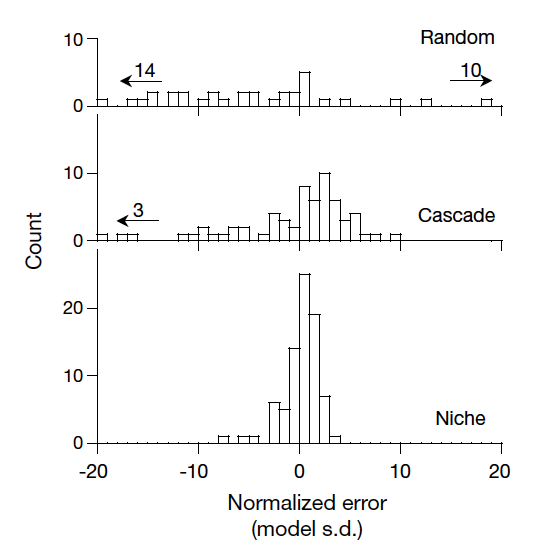 Random
10
14
10
0
10
3
Cascade
0
Count
20
10
Niche
0
-20 -10 0 10 20
Normalized error
(model s.d.)